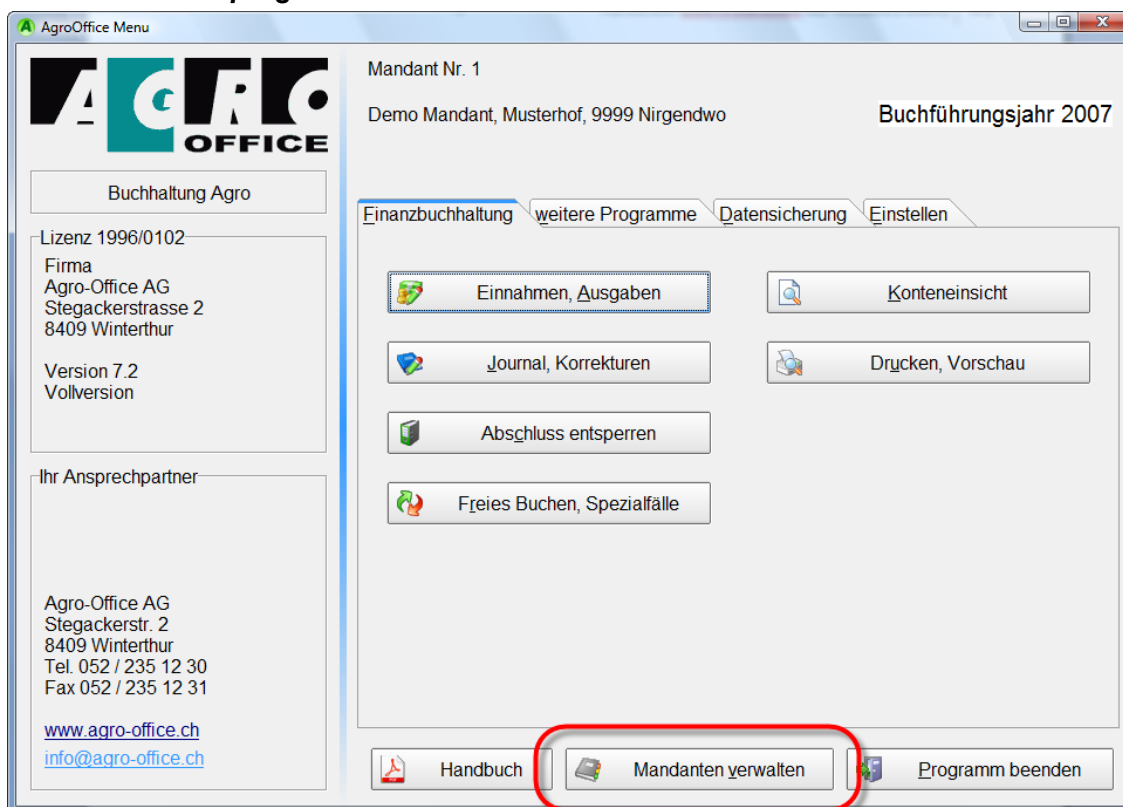 AgroOffice Menu
AGRO
OFFICE
Buchhaltung Agro
Lizenz 1996/0102
Firma
Agro-Office AG
Stegackerstrasse 2
8409 Winterthur
Version 7.2
Vollversion
Ihr Ansprechpartner
Agro-Office AG
Stegackerstr. 2
8409 Winterthur
Tel. 052 / 235 12 30
Fax 052 / 235 12 31
www.agro-office.ch
info@agro-office.ch
Mandant Nr. 1
Demo Mandant, Musterhof, 9999 Nirgendwo
Buchführungsjahr 2007
Finanzbuchhaltung weitere Programme Datensicherung Einstellen
Einnahmen, Ausgaben
Konteneinsicht
Journal, Korrekturen
Drucken, Vorschau
Abschluss entsperren
Freies Buchen, Spezialfälle
Handbuch
Mandanten verwalten
Programm beenden